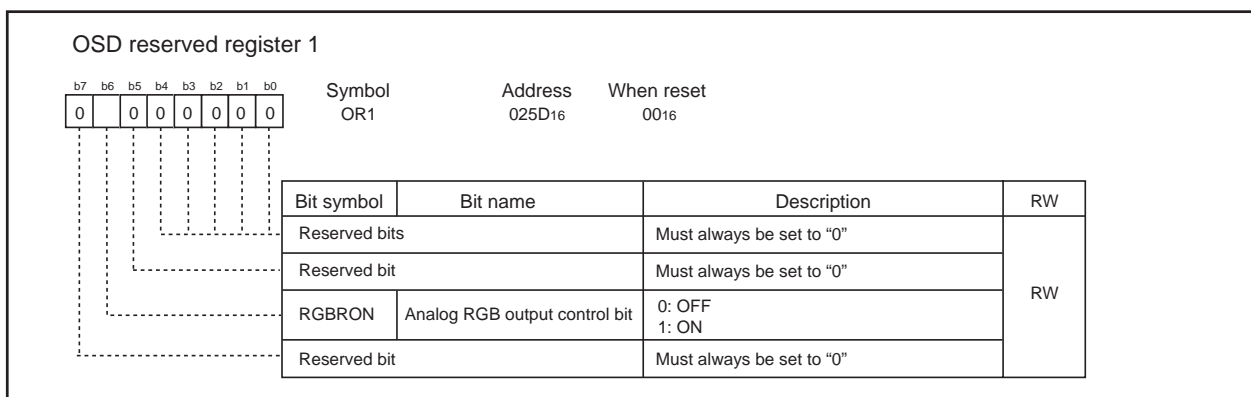 OSD reserved register 1
b7 b6 b5 b4 b3 b2 b1 b0
Symbol Address When reset
0 0 0 0 0 0 0
OR1 025D16 0016
Bit symbol Bit name Description RW
Reserved bits Must always be set to “0”
Reserved bit Must always be set to “0”
RW
RGBRON Analog RGB output control bit 0: OFF
1: ON
Reserved bit Must always be set to “0”